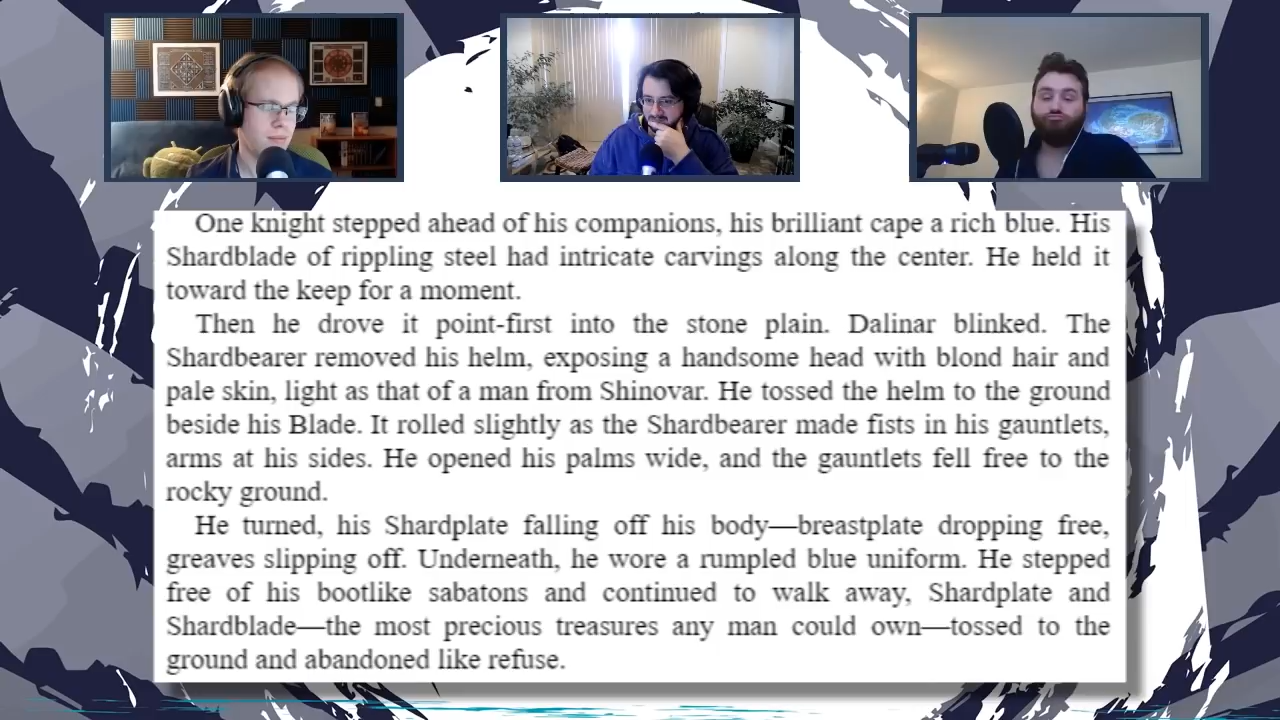 One knight stepped ahead of his companions, his brilliant cape a rich blue. His
Shardblade of rippling steel had intricate carvings along the center. He held it
toward the keep for a moment.
Then he drove it point-first into the stone plain. Dalinar blinked. The
Shardbearer removed his helm, exposing a handsome head with blond hair and
pale skin, light as that of a man from Shinovar. He tossed the helm to the ground
beside his Blade. It rolled slightly as the Shardbearer made fists in his gauntlets,
arms at his sides. He opened his palms wide, and the gauntlets fell free to the
rocky ground.
He turned, his Shardplate falling off his body—breastplate dropping free,
greaves slipping off. Underneath, he wore a rumpled blue uniform. He stepped
free of his bootlike sabatons and continued to walk away, Shardplate and
Shardblade—the most precious treasures any man could own—tossed to the
ground and abandoned like refuse.